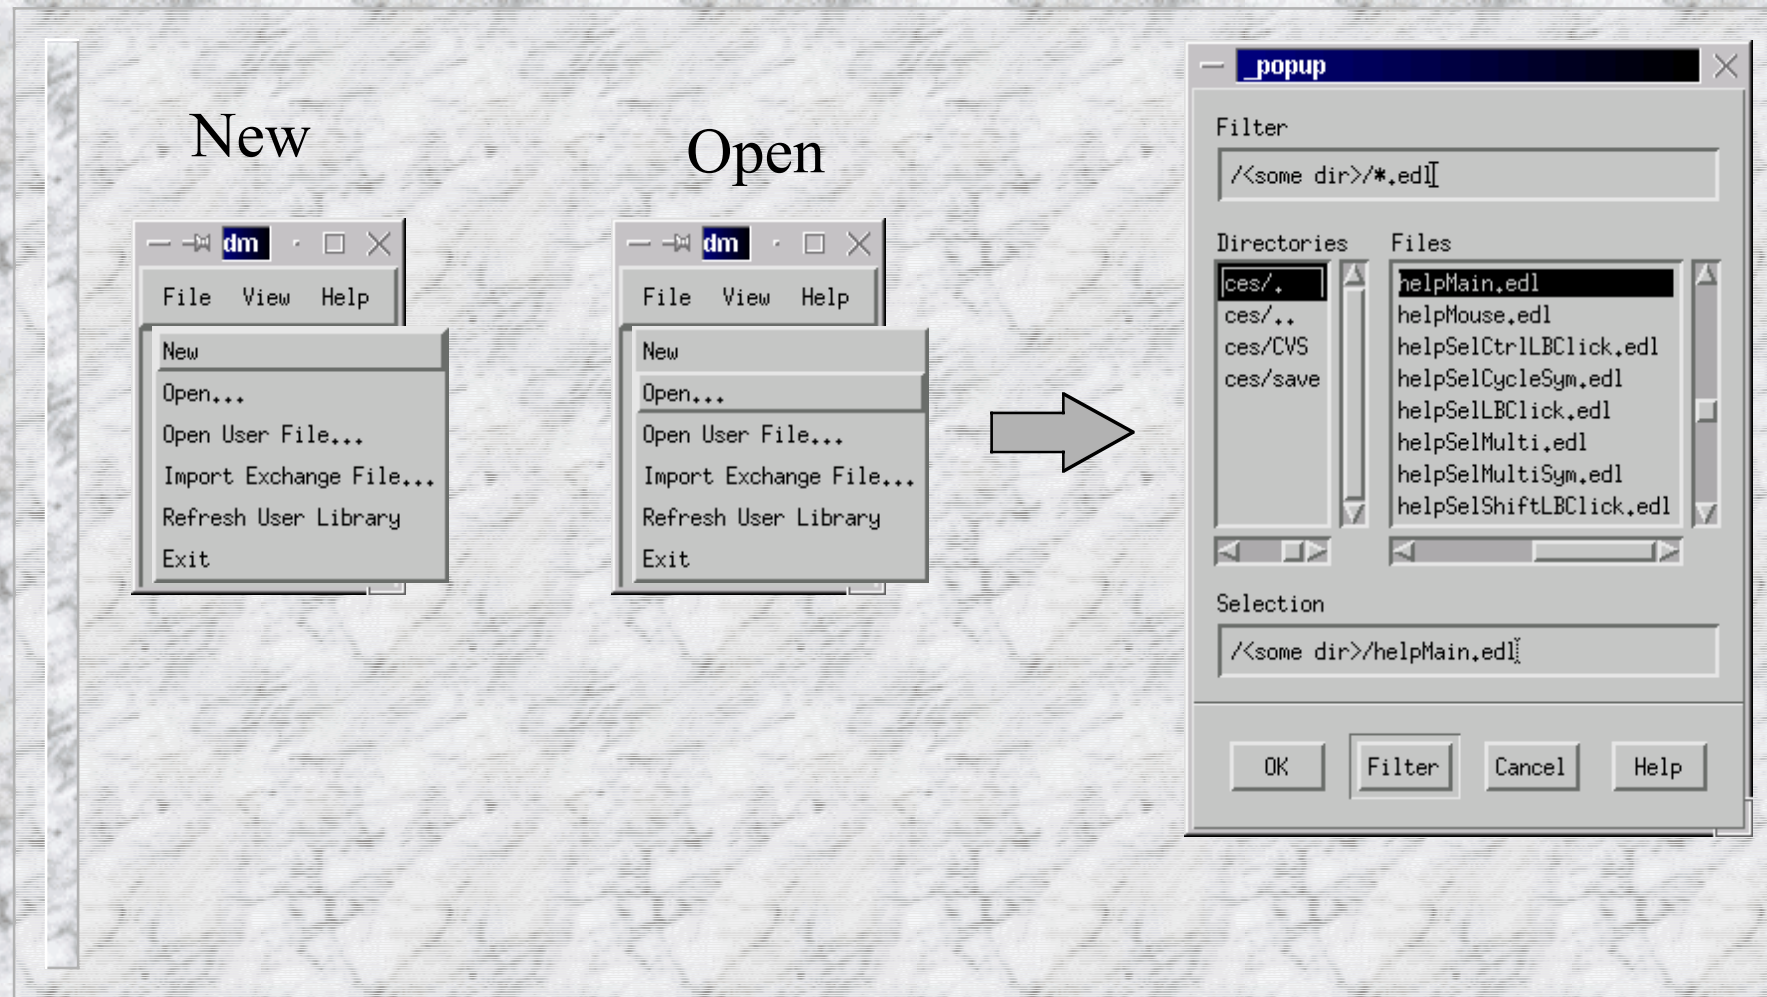 New
dm
File View Help
New
Open...
Open User File...
Import Exchange File...
Refresh User Library
Exit
Open
dm
File View Help
New
Open...
Open User File...
Import Exchange File...
Refresh User Library
Exit
_popup
Filter
/<some dir>/*.edl
Directories
ces/.
ces/..
ces/CVS
ces/save
Files
helpMain.edl
helpMouse.edl
helpSelCtrlLBClick.edl
helpSelCycleSym.edl
helpSelLBClick.edl
helpSelMulti.edl
helpSelMultiSym.edl
helpSelShiftLBClick.edl
Selection
/<some dir>/helpMain.edl
OK Filter Cancel Help